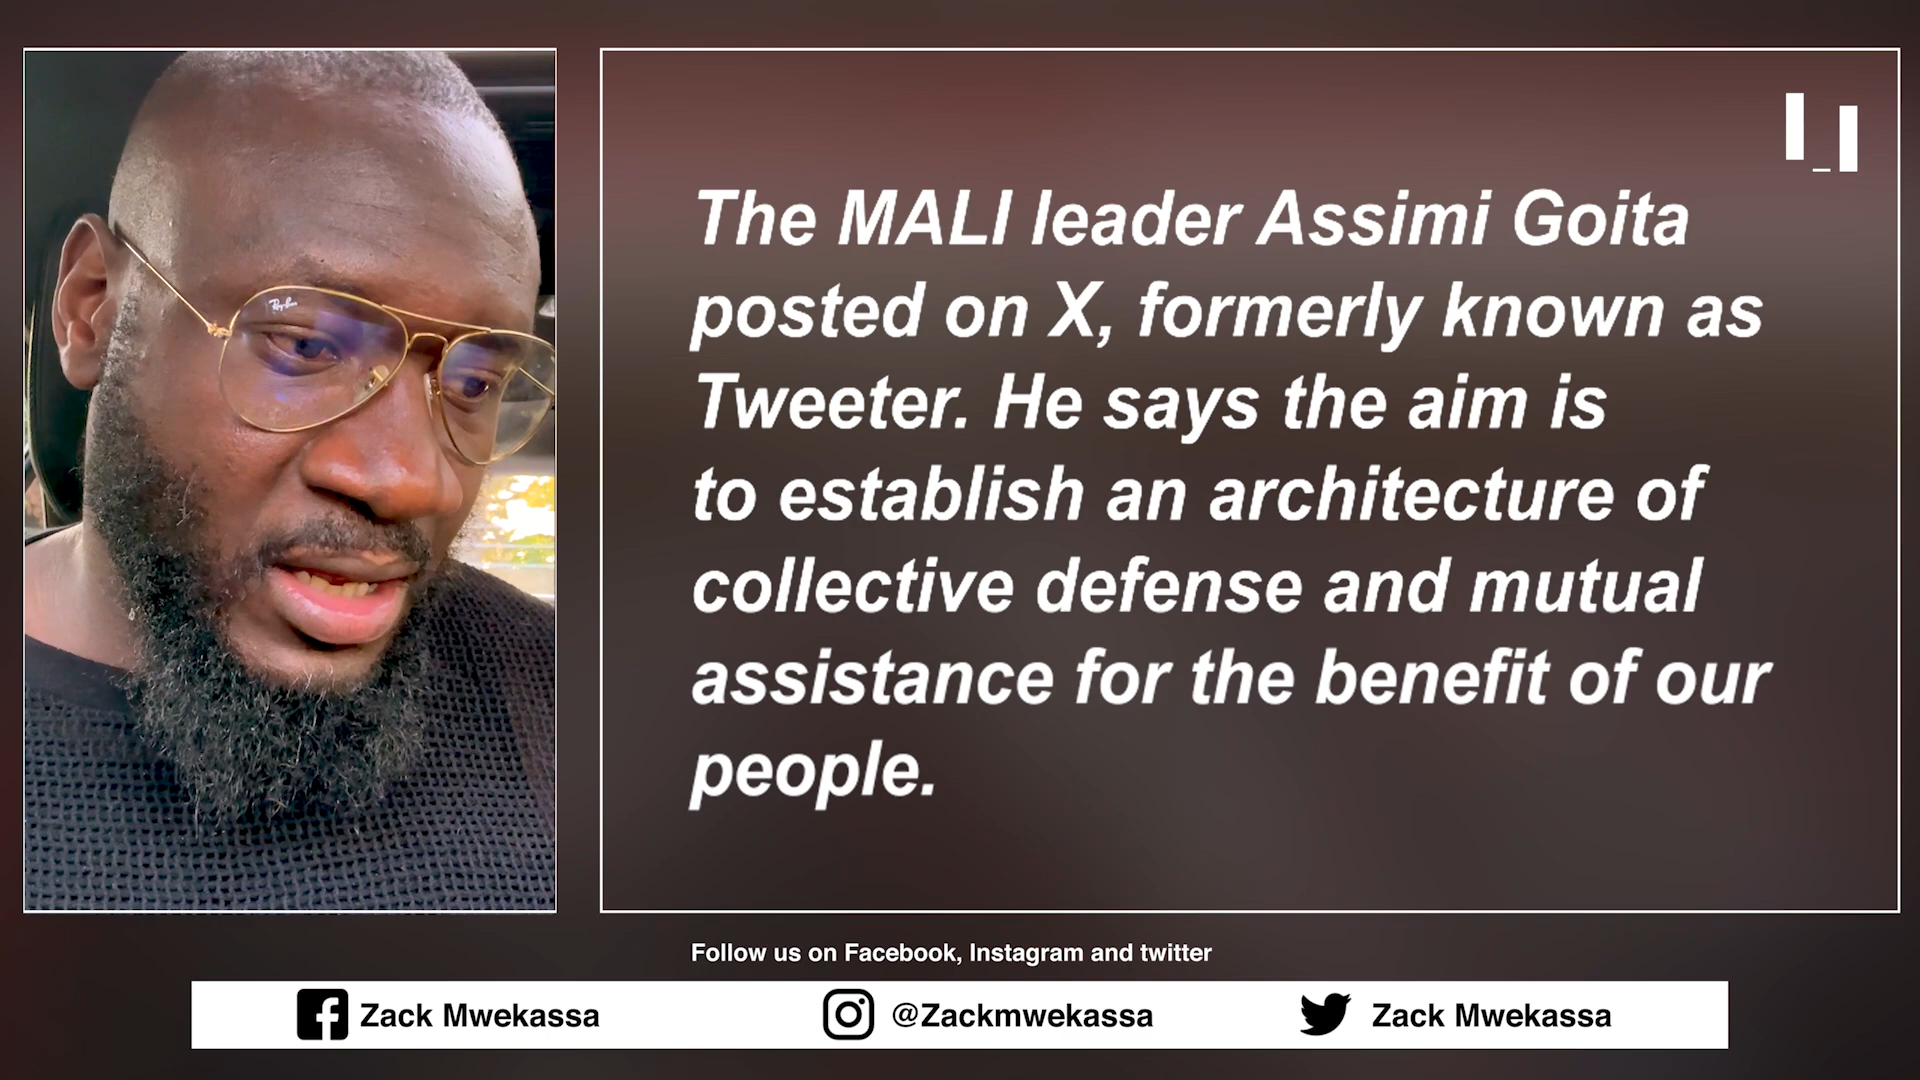 Ray-Ban
The MALI leader Assimi Goita
posted on X, formerly known as
Tweeter. He says the aim is
to establish an architecture of
collective defense and mutual
assistance for the benefit of our
people.
Follow us on Facebook, Instagram and twitter
Zack Mwekassa
@Zackmwekassa
Zack Mwekassa